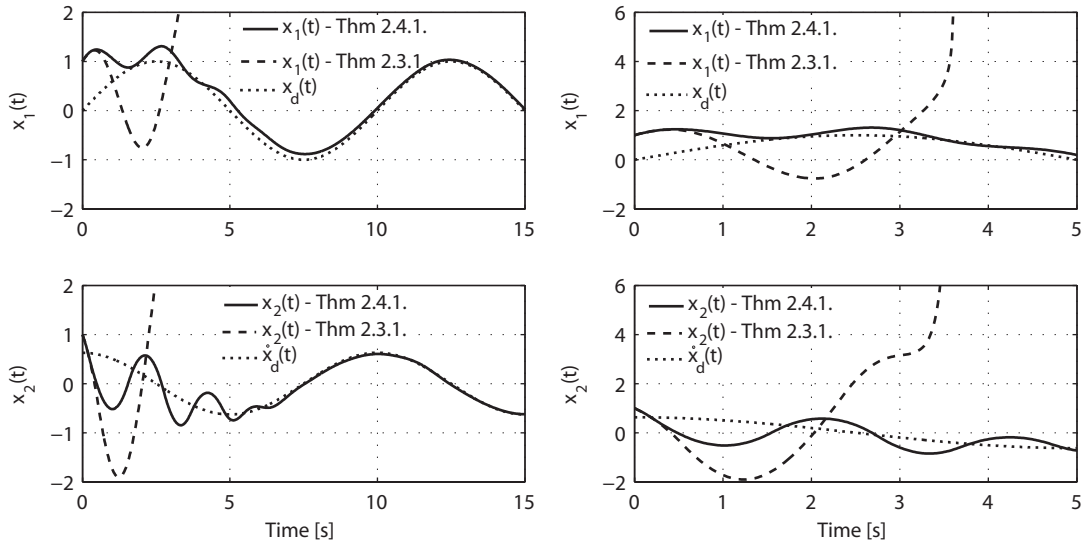 2
1
0
−1
−2
x₁(t)
x₁(t) - Thm 2.4.1.
x₁(t) - Thm 2.3.1.
x_d(t)
0 5 10 15
6
4
2
0
−2
x₁(t)
x₁(t) - Thm 2.4.1.
x₁(t) - Thm 2.3.1.
x_d(t)
0 1 2 3 4 5
2
1
0
−1
−2
x₂(t)
x₂(t) - Thm 2.4.1.
x₂(t) - Thm 2.3.1.
ẋ_d(t)
0 5 10 15
Time [s]
6
4
2
0
−2
x₂(t)
x₂(t) - Thm 2.4.1.
x₂(t) - Thm 2.3.1.
ẋ_d(t)
0 1 2 3 4 5
Time [s]